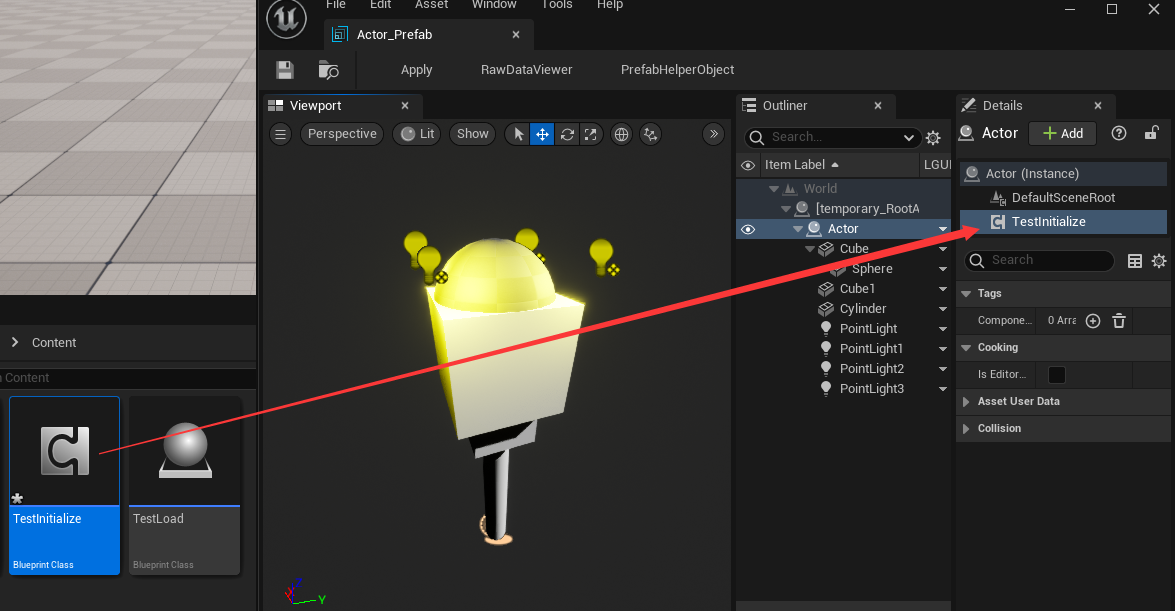 File Edit Asset Window Tools Help
Actor_Prefab
Apply RawDataViewer PrefabHelperObject
Viewport
Perspective Lit Show
Outliner
Search...
Item Label LGUI
World
[temporary_RootA
Actor
Cube
Sphere
Cube1
Cylinder
PointLight
PointLight1
PointLight2
PointLight3
Details
Actor Add
Actor (Instance)
DefaultSceneRoot
TestInitialize
Search
Tags
Compone... 0 Arra
Cooking
Is Editor...
Asset User Data
Collision
Content
Content
TestInitialize
Blueprint Class
TestLoad
Blueprint Class
Z
Y